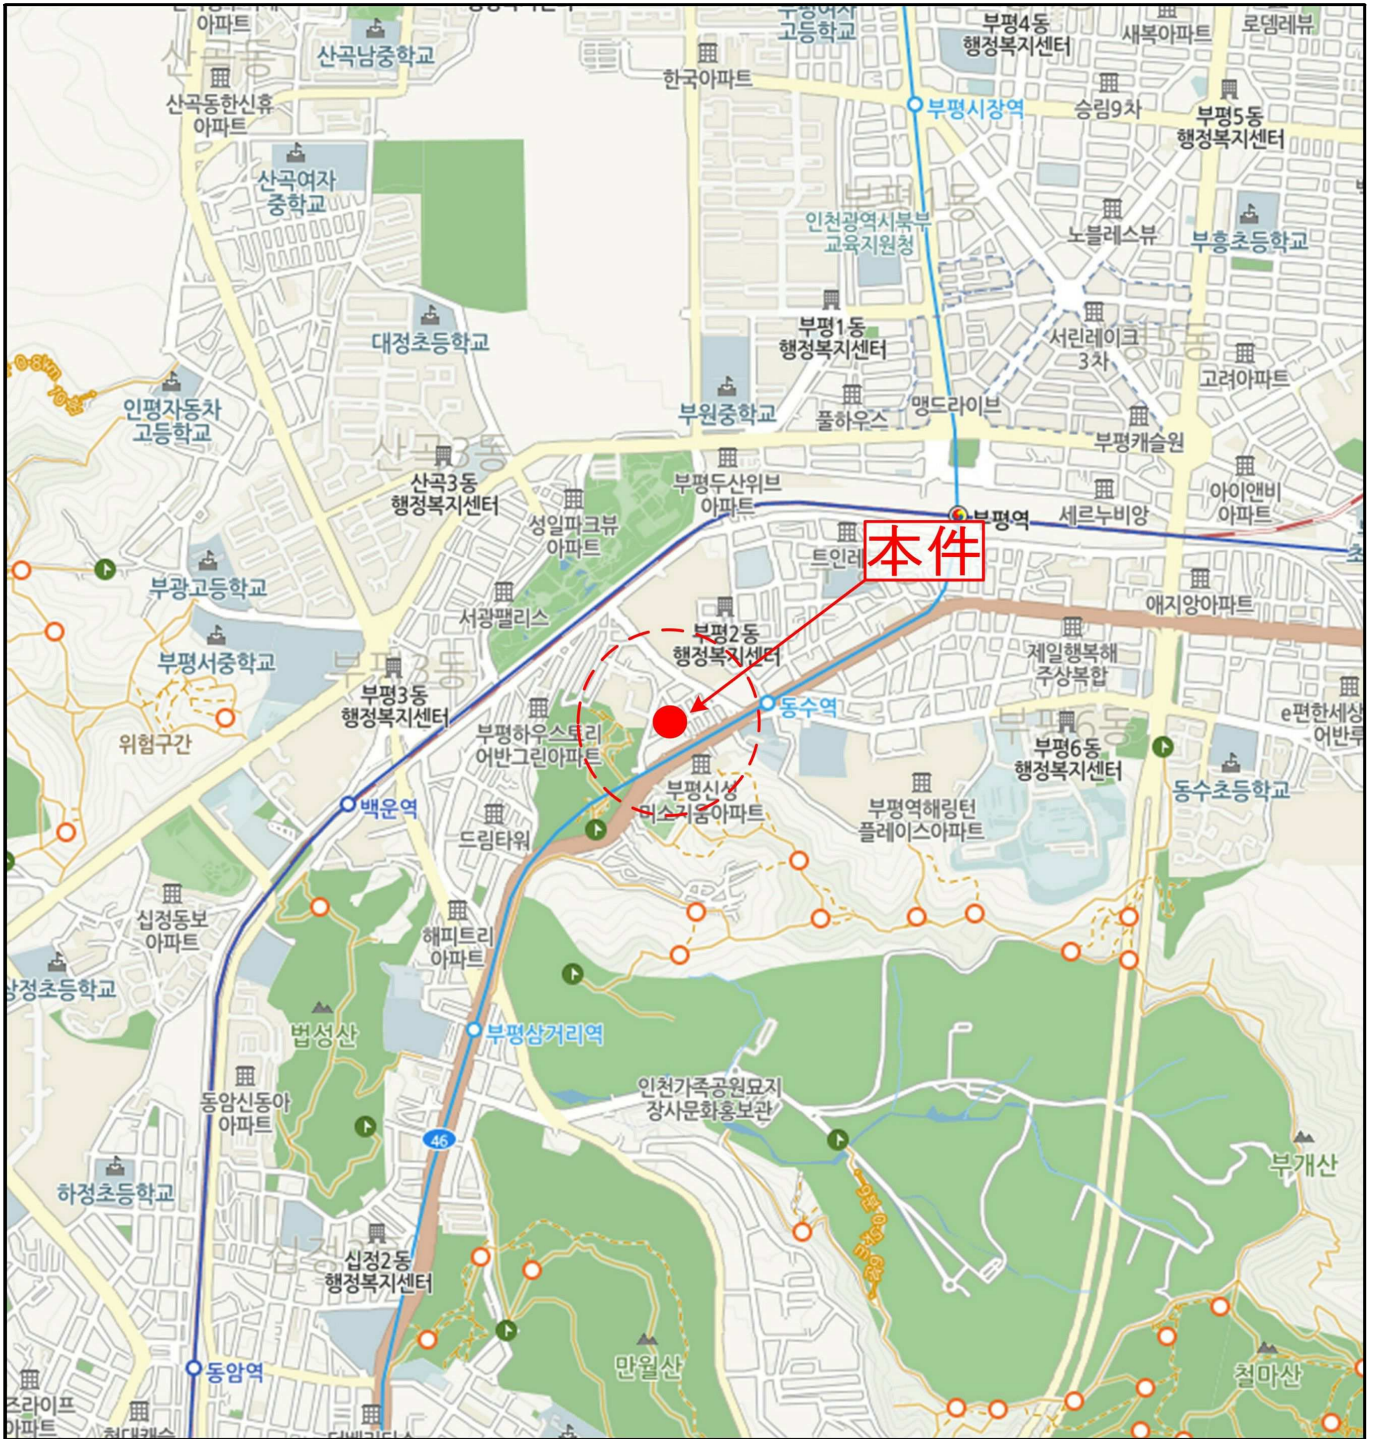 아파트
산곡남중학교
부평4동
행정복지센터
새복아파트
로뎀레뷰
고등학교
한국아파트
산곡동한신휴
아파트
부평시장역
승림9차
부평5동
행정복지센터
산곡여자
중학교
부평1동
인천광역시북부
교육지원청
노블레스뷰
부흥초등학교
대정초등학교
부평1동
행정복지센터
서린레이크
3차
고려아파트
인평자동차
고등학교
부원중학교
풀하우스
맹드라이브
부평캐슬원
산곡3동
산곡3동
행정복지센터
부평두산위브
아파트
성일파크뷰
아파트
아이앤비
아파트
세르누비앙
부평역
트인레
本件
부광고등학교
서광팰리스
애지앙아파트
부평서중학교
부평2동
행정복지센터
제일행복해
주상복합
부평3동
부평3동
행정복지센터
동수역
e편한세상
어반루
위험구간
부평하우스토리
어반그린아파트
부평6동
부평6동
행정복지센터
부평신성
미소지움아파트
동수초등학교
백운역
드림타워
부평역해링턴
플레이스아파트
십정동보
아파트
해피트리
아파트
상정초등학교
법성산
부평삼거리역
인천가족공원묘지
장사문화홍보관
동암신동아
아파트
46
부개산
하정초등학교
십정2동
행정복지센터
만월산
철마산
동암역
즈라이프
아파트